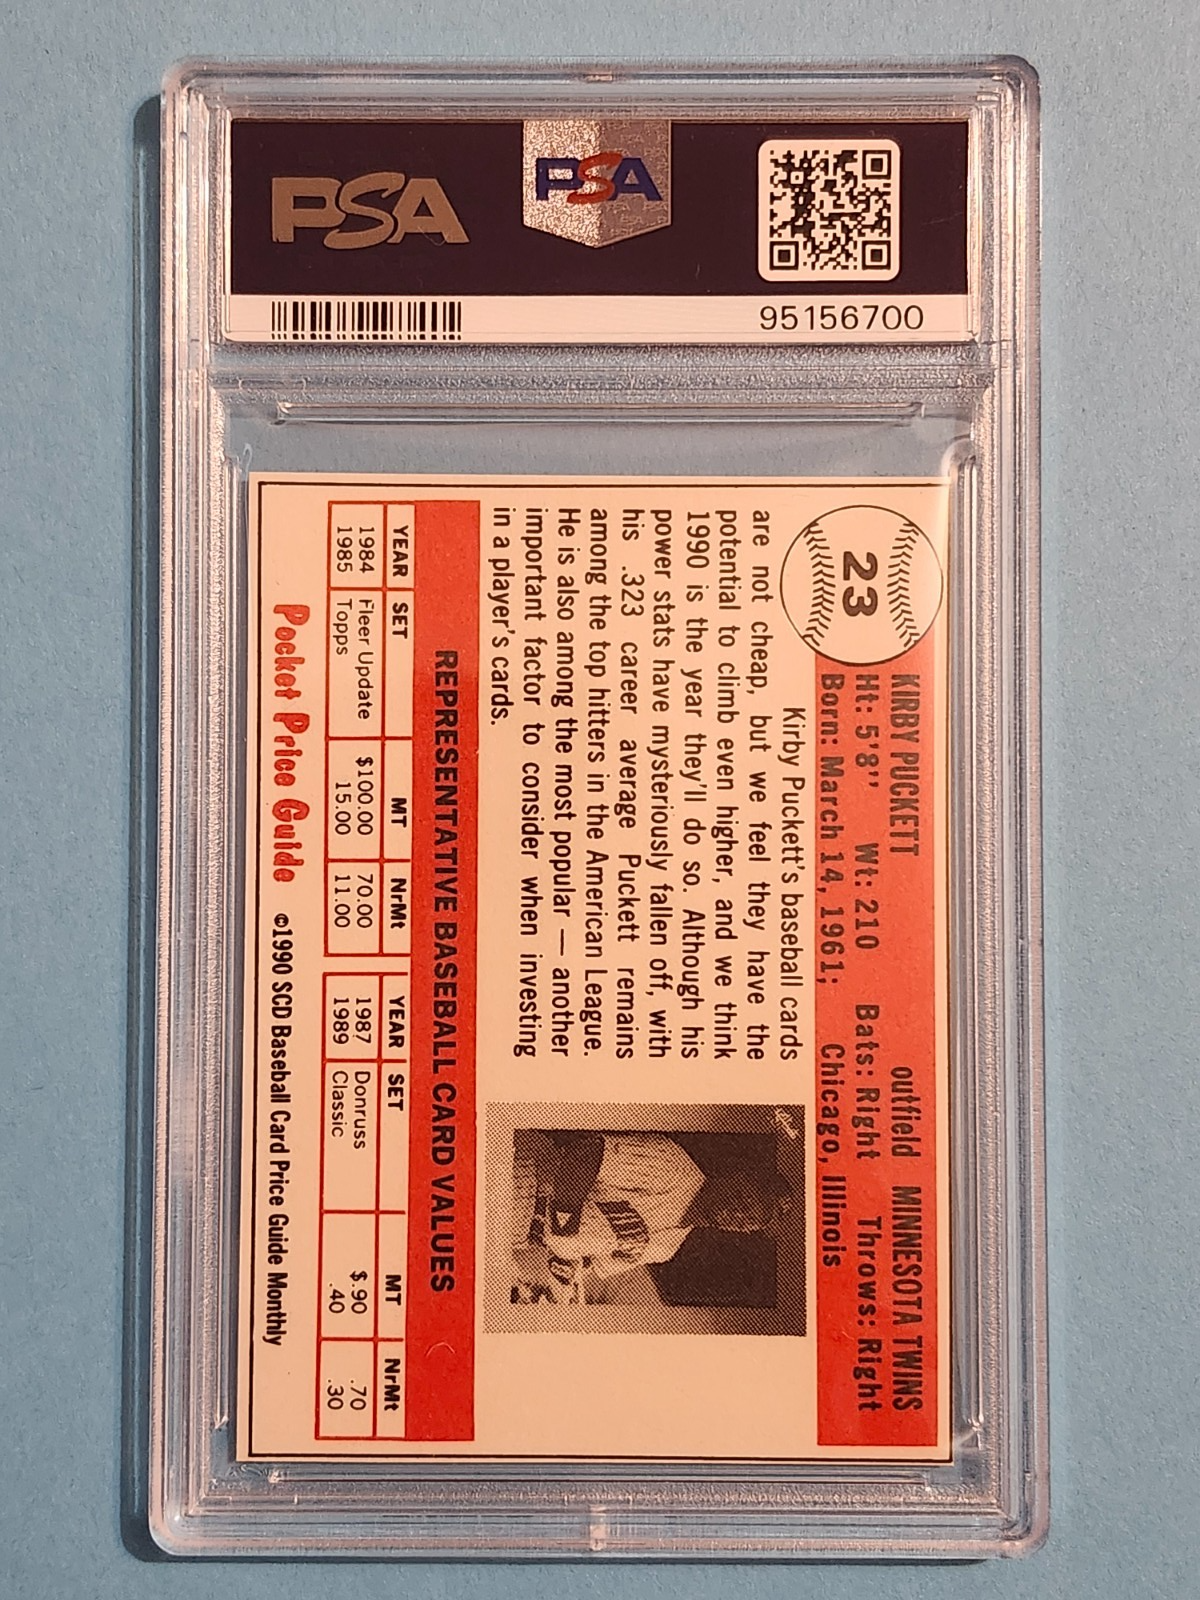 PSA
PSA
95156700
23
KIRBY PUCKETT outfield MINNESOTA TWINS
Ht: 5'8'' Wt: 210 Bats: Right Throws: Right
Born: March 14, 1961; Chicago, Illinois
Kirby Puckett's baseball cards
are not cheap, but we feel they have the
potential to climb even higher, and we think
1990 is the year they'll do so. Although his
power stats have mysteriously fallen off, with
his .323 career average Puckett remains
among the top hitters in the American League.
He is also among the most popular — another
important factor to consider when investing
in a player's cards.
REPRESENTATIVE BASEBALL CARD VALUES
YEAR SET MT NrMt YEAR SET MT NrMt
1984 Fleer Update $100.00 70.00 1987 Donruss $.90 .70
1985 Topps 15.00 11.00 1989 Classic .40 .30
Pocket Price Guide ©1990 SCD Baseball Card Price Guide Monthly